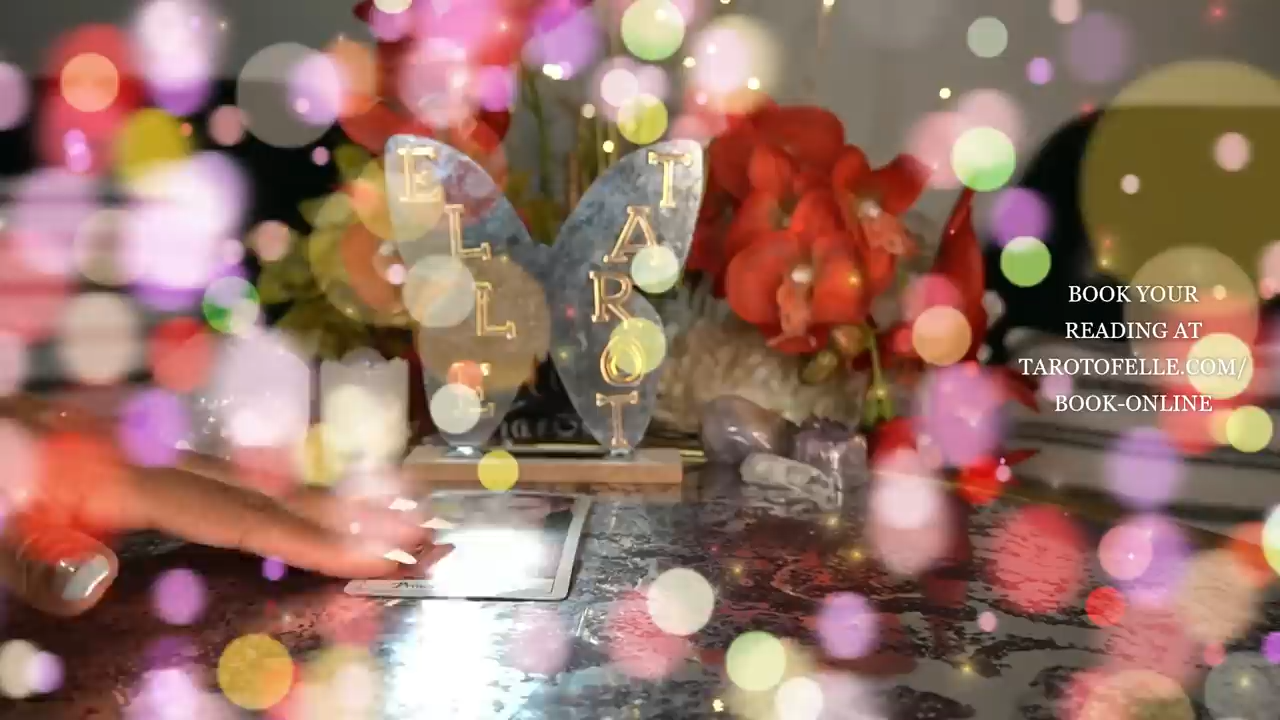 ELLE
TAROT
BOOK YOUR
READING AT
TAROTOFELLE.COM/
BOOK-ONLINE